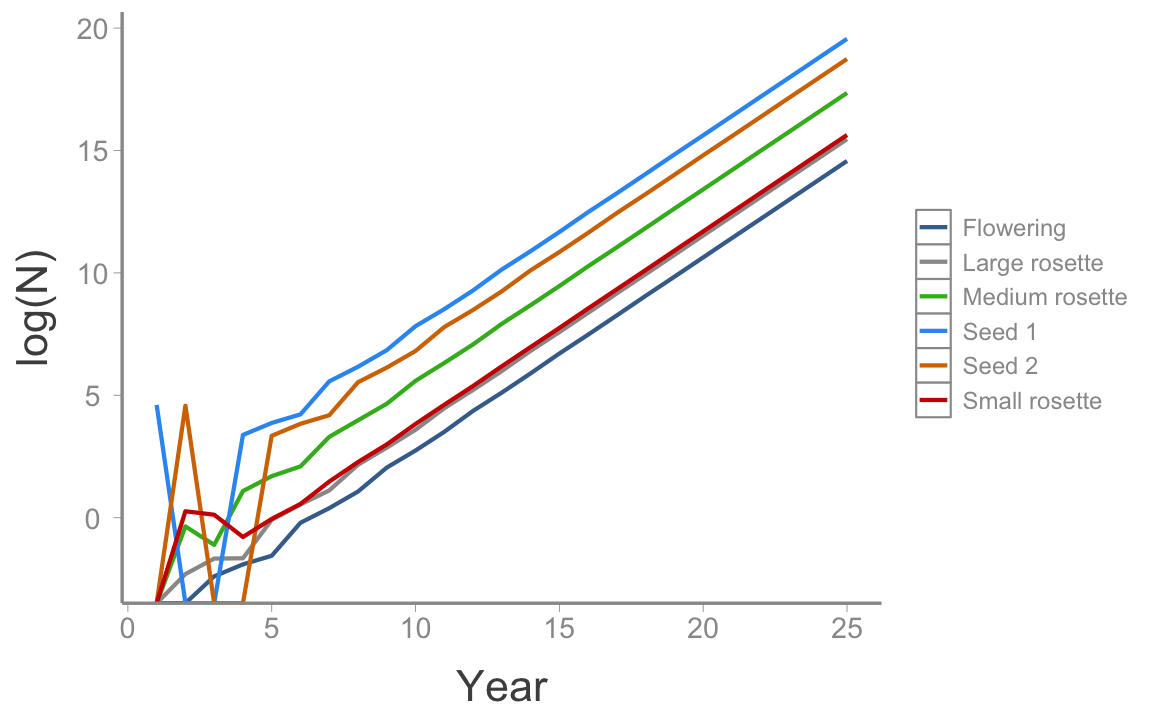 log(N)
20
15
10
5
0
0 5 10 15 20 25
Year
Flowering
Large rosette
Medium rosette
Seed 1
Seed 2
Small rosette